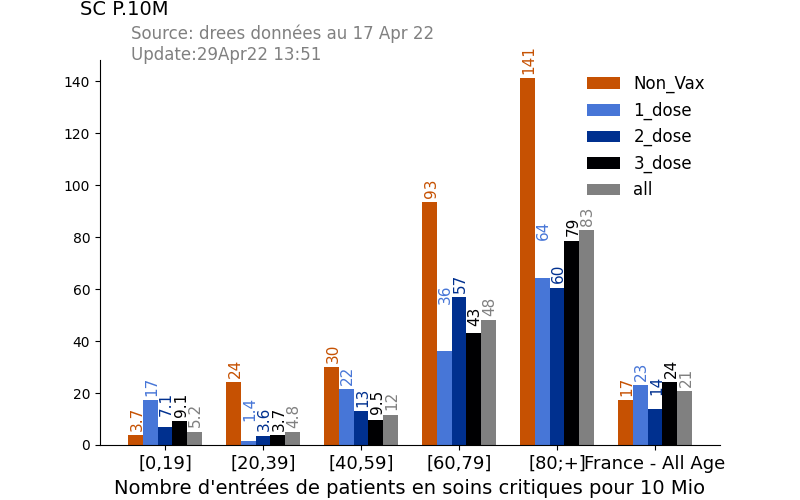 SC P.10M
Source: drees données au 17 Apr 22
Update:29Apr22 13:51
140
120
100
80
60
40
20
0
Non_Vax
1_dose
2_dose
3_dose
all
3.7 17 7.1 9.1 5.2
24 1.4 3.6 3.7 4.8
30 22 13 9.5 12
93 36 57 43 48
141 64 60 79 83
17 23 14 24 21
[0,19] [20,39] [40,59] [60,79] [80;+] France - All Age
Nombre d'entrées de patients en soins critiques pour 10 Mio